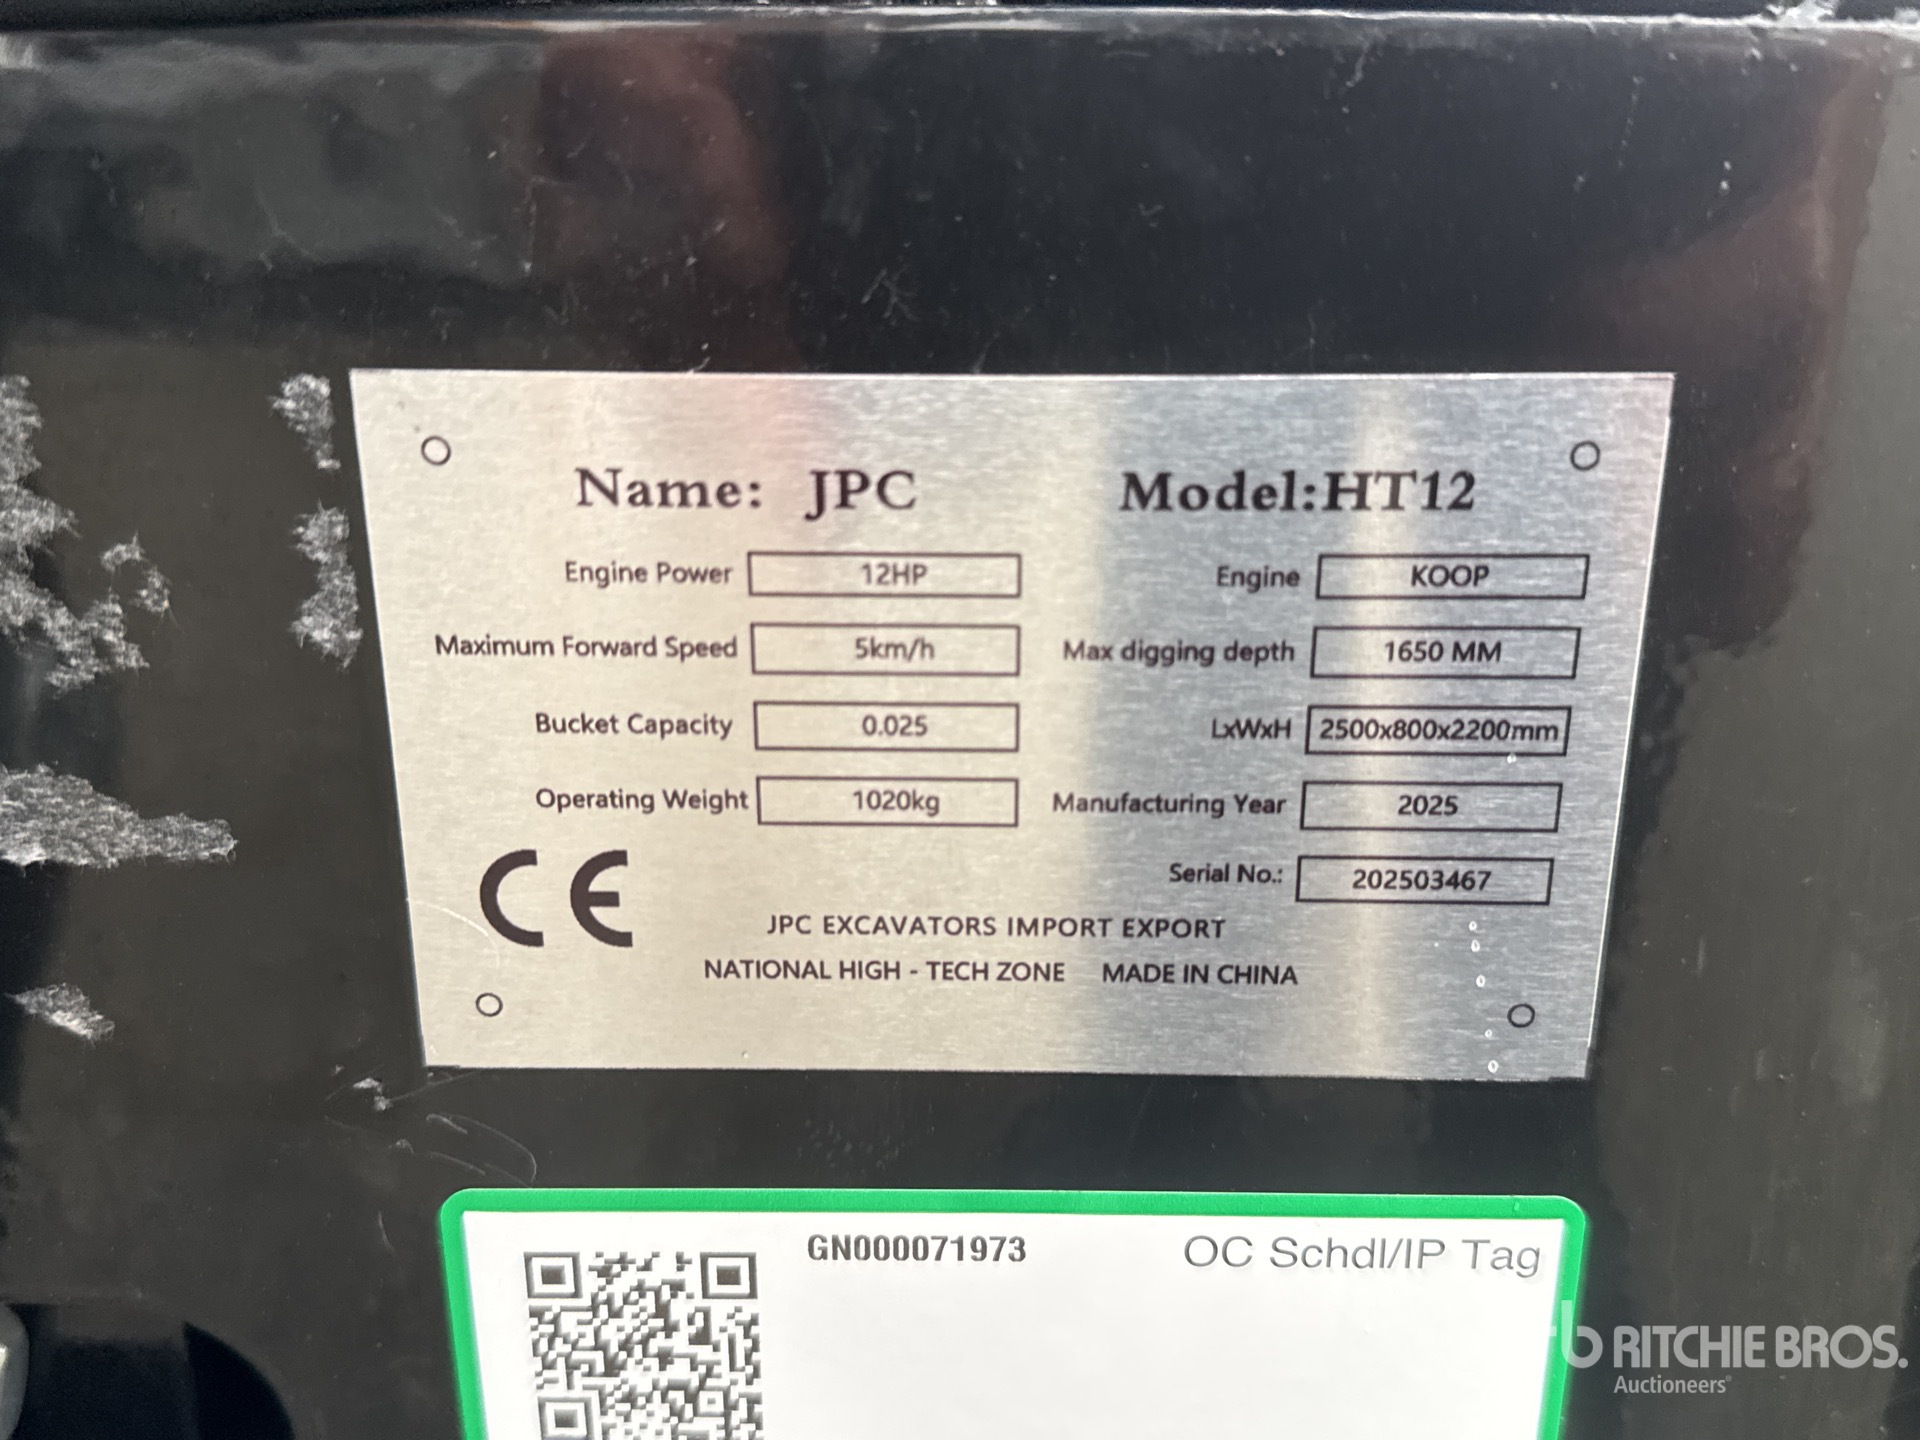 Name: JPC Model:HT12
Engine Power 12HP Engine KOOP
Maximum Forward Speed 5km/h Max digging depth 1650 MM
Bucket Capacity 0.025 LxWxH 2500x800x2200mm
Operating Weight 1020kg Manufacturing Year 2025
Serial No.: 202503467
CE
JPC EXCAVATORS IMPORT EXPORT
NATIONAL HIGH - TECH ZONE MADE IN CHINA
GN000071973 OC Schdl/IP Tag
rb RITCHIE BROS.
Auctioneers®